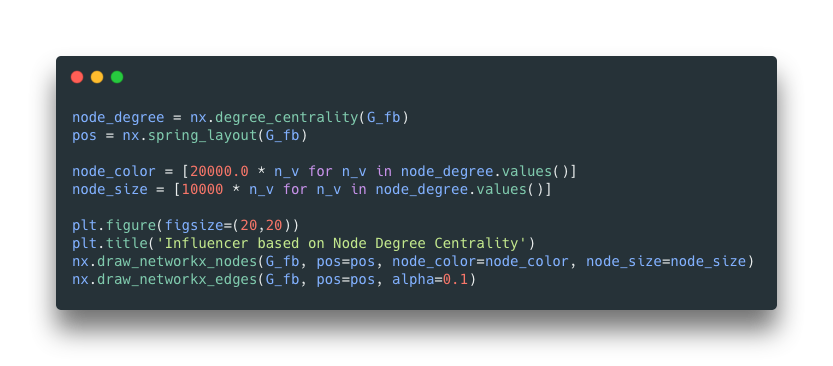 node_degree = nx.degree_centrality(G_fb)
pos = nx.spring_layout(G_fb)
node_color = [20000.0 * n_v for n_v in node_degree.values()]
node_size = [10000 * n_v for n_v in node_degree.values()]
plt.figure(figsize=(20,20))
plt.title('Influencer based on Node Degree Centrality')
nx.draw_networkx_nodes(G_fb, pos=pos, node_color=node_color, node_size=node_size)
nx.draw_networkx_edges(G_fb, pos=pos, alpha=0.1)